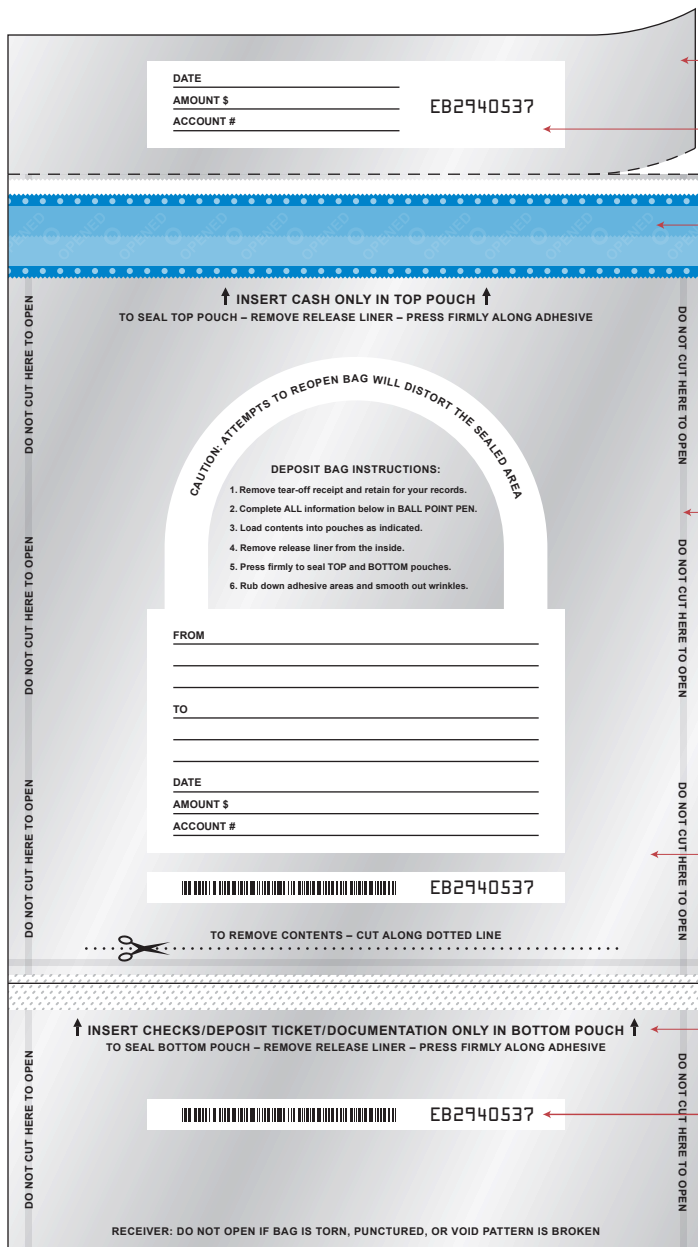 DATE
AMOUNT $
ACCOUNT #
EB2940537
OPENED OPENED OPENED OPENED OPENED OPENED
INSERT CASH ONLY IN TOP POUCH
TO SEAL TOP POUCH – REMOVE RELEASE LINER – PRESS FIRMLY ALONG ADHESIVE
DO NOT CUT HERE TO OPEN
DO NOT CUT HERE TO OPEN
CAUTION: ATTEMPTS TO REOPEN BAG WILL DISTORT THE SEALED AREA
DEPOSIT BAG INSTRUCTIONS:
1. Remove tear-off receipt and retain for your records.
2. Complete ALL information below in BALL POINT PEN.
3. Load contents into pouches as indicated.
4. Remove release liner from the inside.
5. Press firmly to seal TOP and BOTTOM pouches.
6. Rub down adhesive areas and smooth out wrinkles.
DO NOT CUT HERE TO OPEN
DO NOT CUT HERE TO OPEN
FROM
TO
DATE
AMOUNT $
ACCOUNT #
DO NOT CUT HERE TO OPEN
DO NOT CUT HERE TO OPEN
EB2940537
TO REMOVE CONTENTS – CUT ALONG DOTTED LINE
INSERT CHECKS/DEPOSIT TICKET/DOCUMENTATION ONLY IN BOTTOM POUCH
TO SEAL BOTTOM POUCH – REMOVE RELEASE LINER – PRESS FIRMLY ALONG ADHESIVE
DO NOT CUT HERE TO OPEN
DO NOT CUT HERE TO OPEN
EB2940537
RECEIVER: DO NOT OPEN IF BAG IS TORN, PUNCTURED, OR VOID PATTERN IS BROKEN